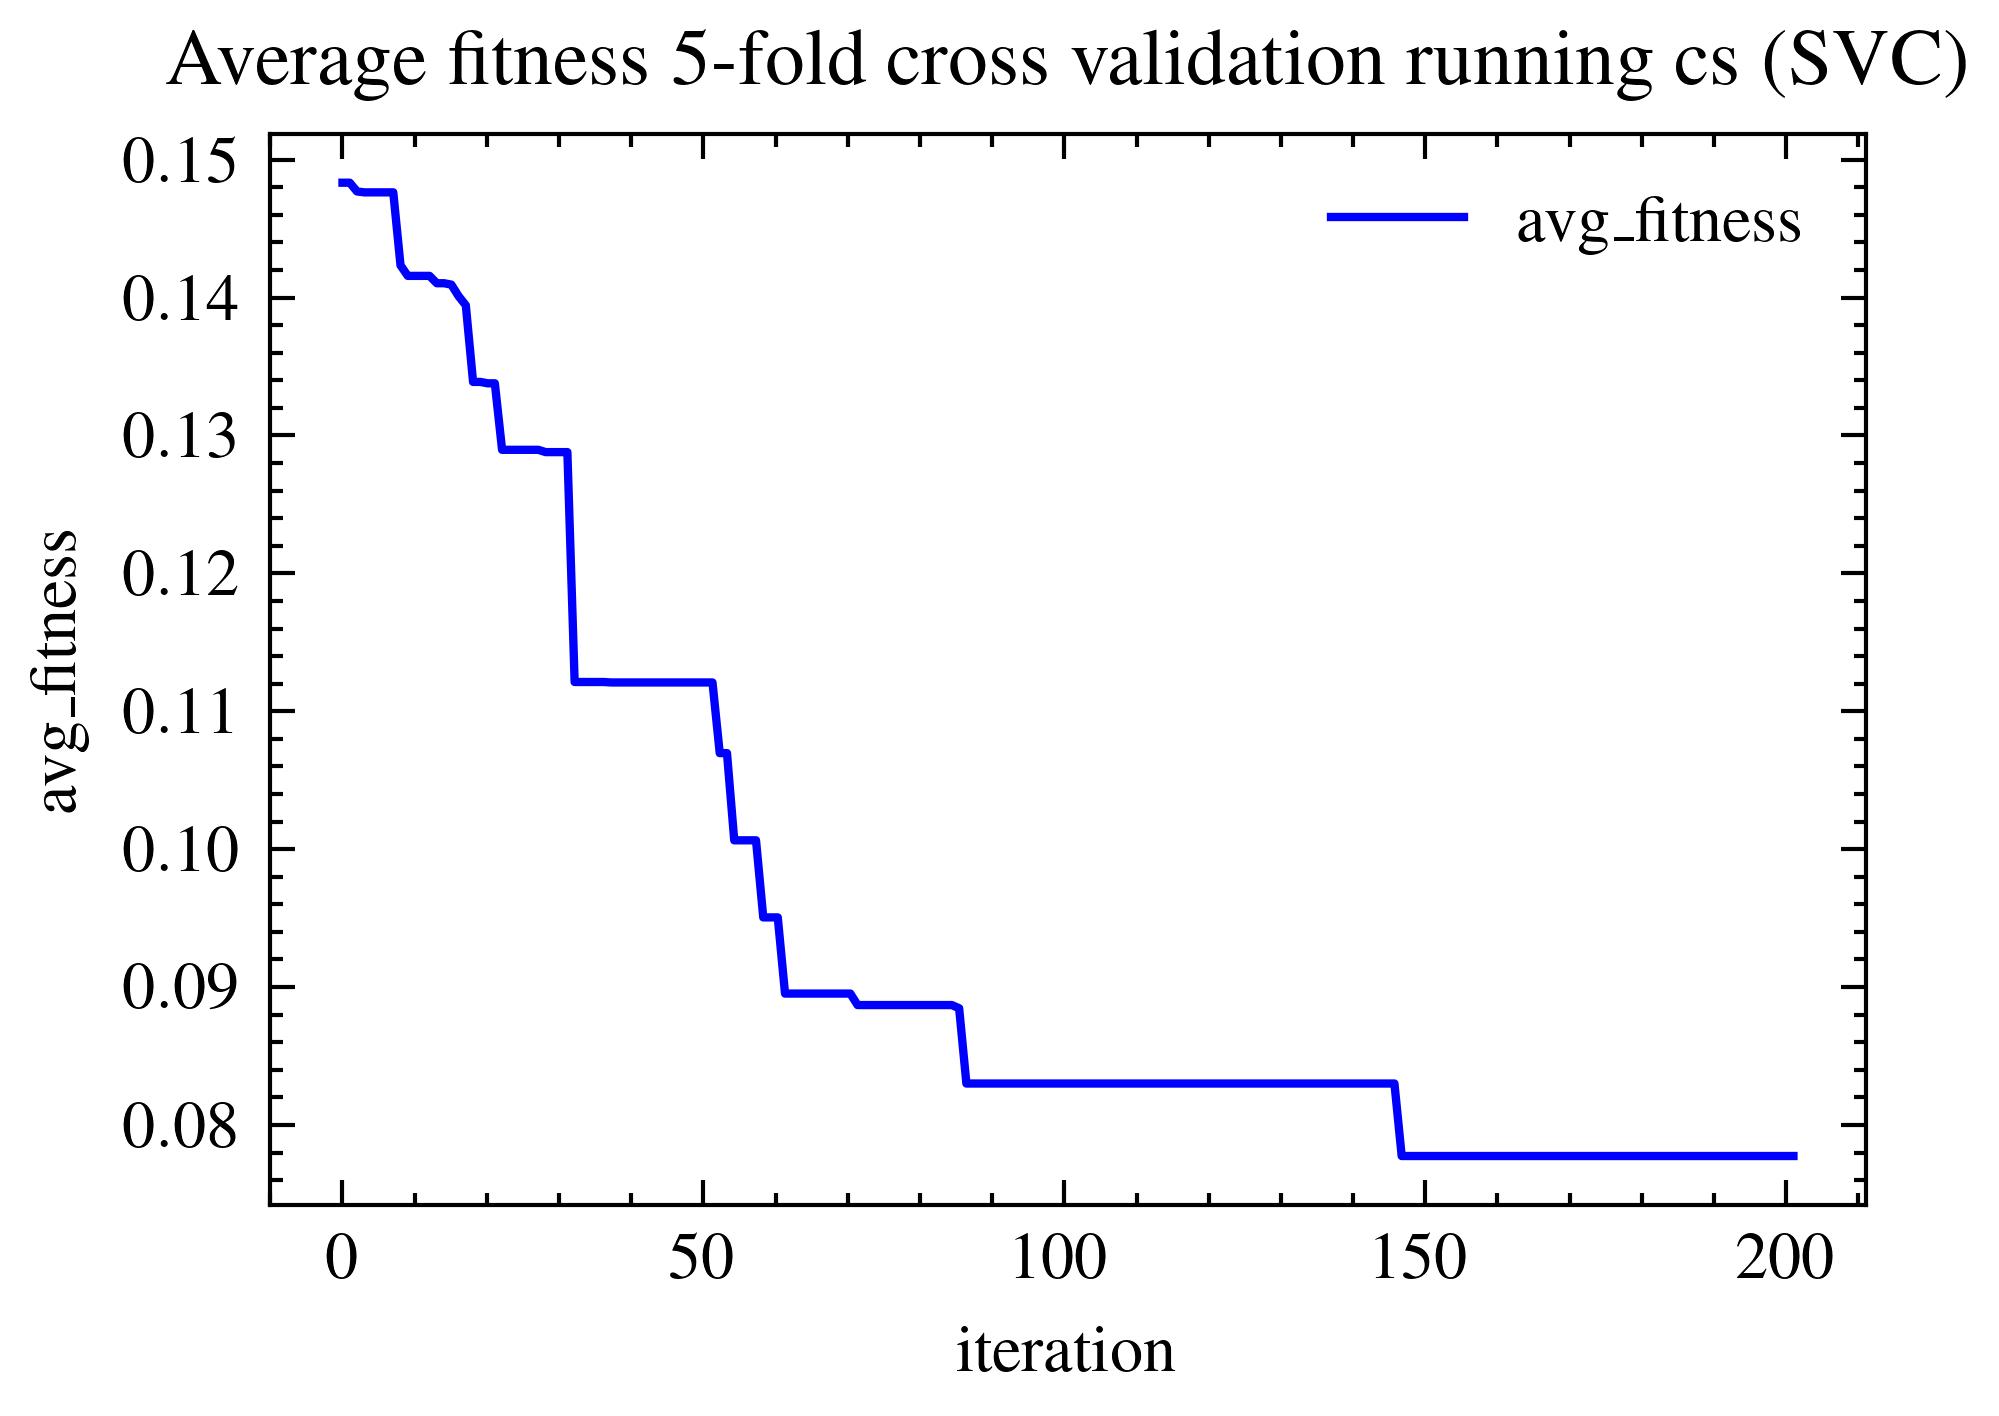 Average fitness 5-fold cross validation running cs (SVC)
avg_fitness
0.15
0.14
0.13
0.12
0.11
0.10
0.09
0.08
avg_fitness
0 50 100 150 200
iteration